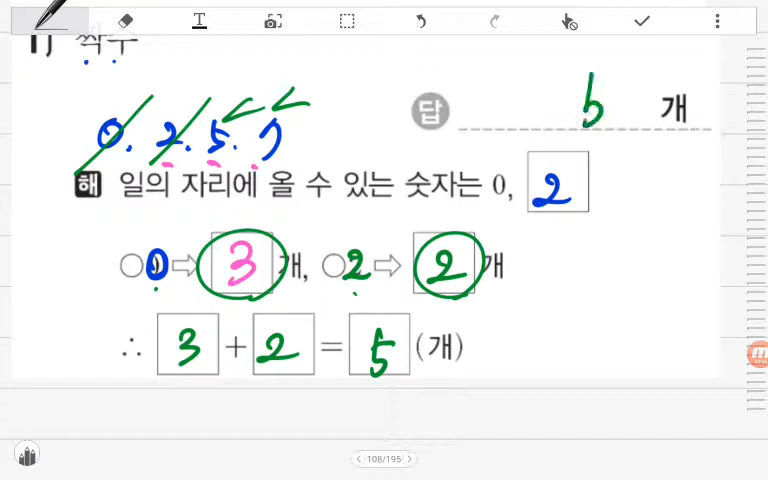 1) 짝수
0. 2. 5. 7
답 5 개
해 일의 자리에 올 수 있는 숫자는 0, 2
○0⇨ 3 개, ○2⇨ 2 개
∴ 3 + 2 = 5 (개)
108/195